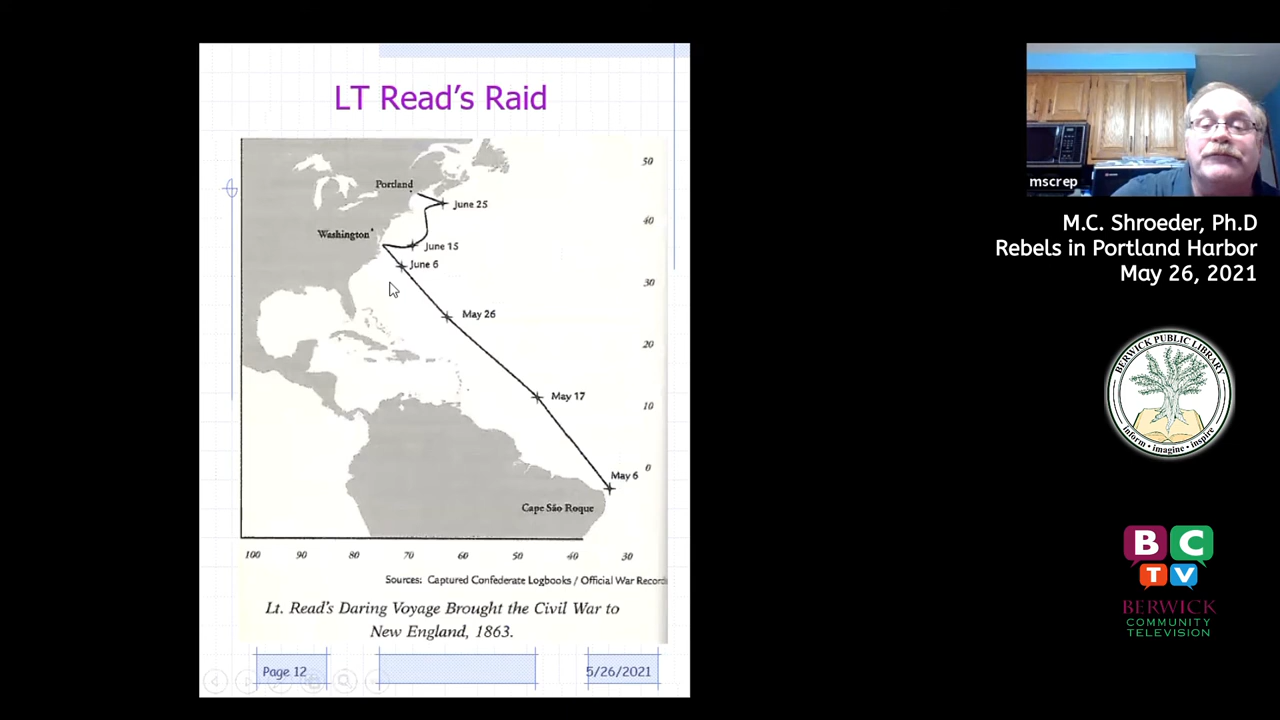 LT Read's Raid
50
Portland
June 25
40
Washington
June 15
June 6
30
May 26
20
May 17
10
May 6
0
Cape São Roque
100 90 80 70 60 50 40 30
Sources: Captured Confederate Logbooks / Official War Records
Lt. Read's Daring Voyage Brought the Civil War to
New England, 1863.
Page 12
5/26/2021
mscrep
M.C. Shroeder, Ph.D
Rebels in Portland Harbor
May 26, 2021
BERWICK PUBLIC LIBRARY
inform • imagine • inspire
BC
TV
BERWICK
COMMUNITY
TELEVISION